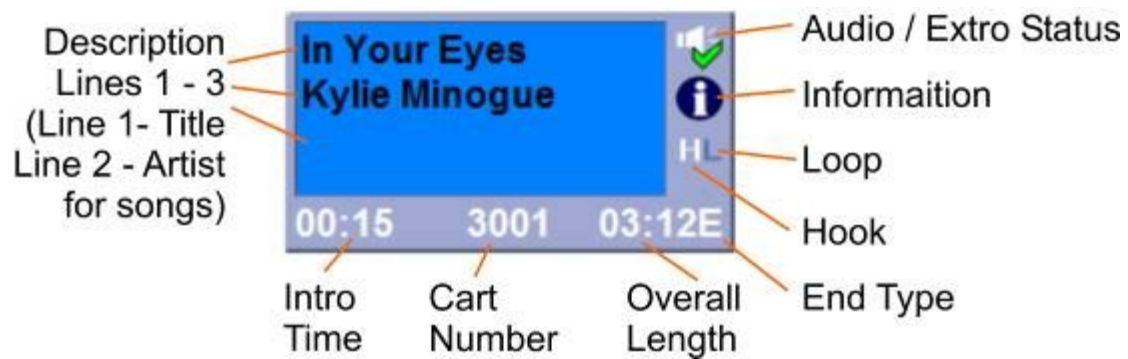 Description
Lines 1 - 3
(Line 1- Title
Line 2 - Artist
for songs)
In Your Eyes
Kylie Minogue
HL
00:15 3001 03:12E
Audio / Extro Status
Informaition
Loop
Hook
End Type
Intro
Time
Cart
Number
Overall
Length